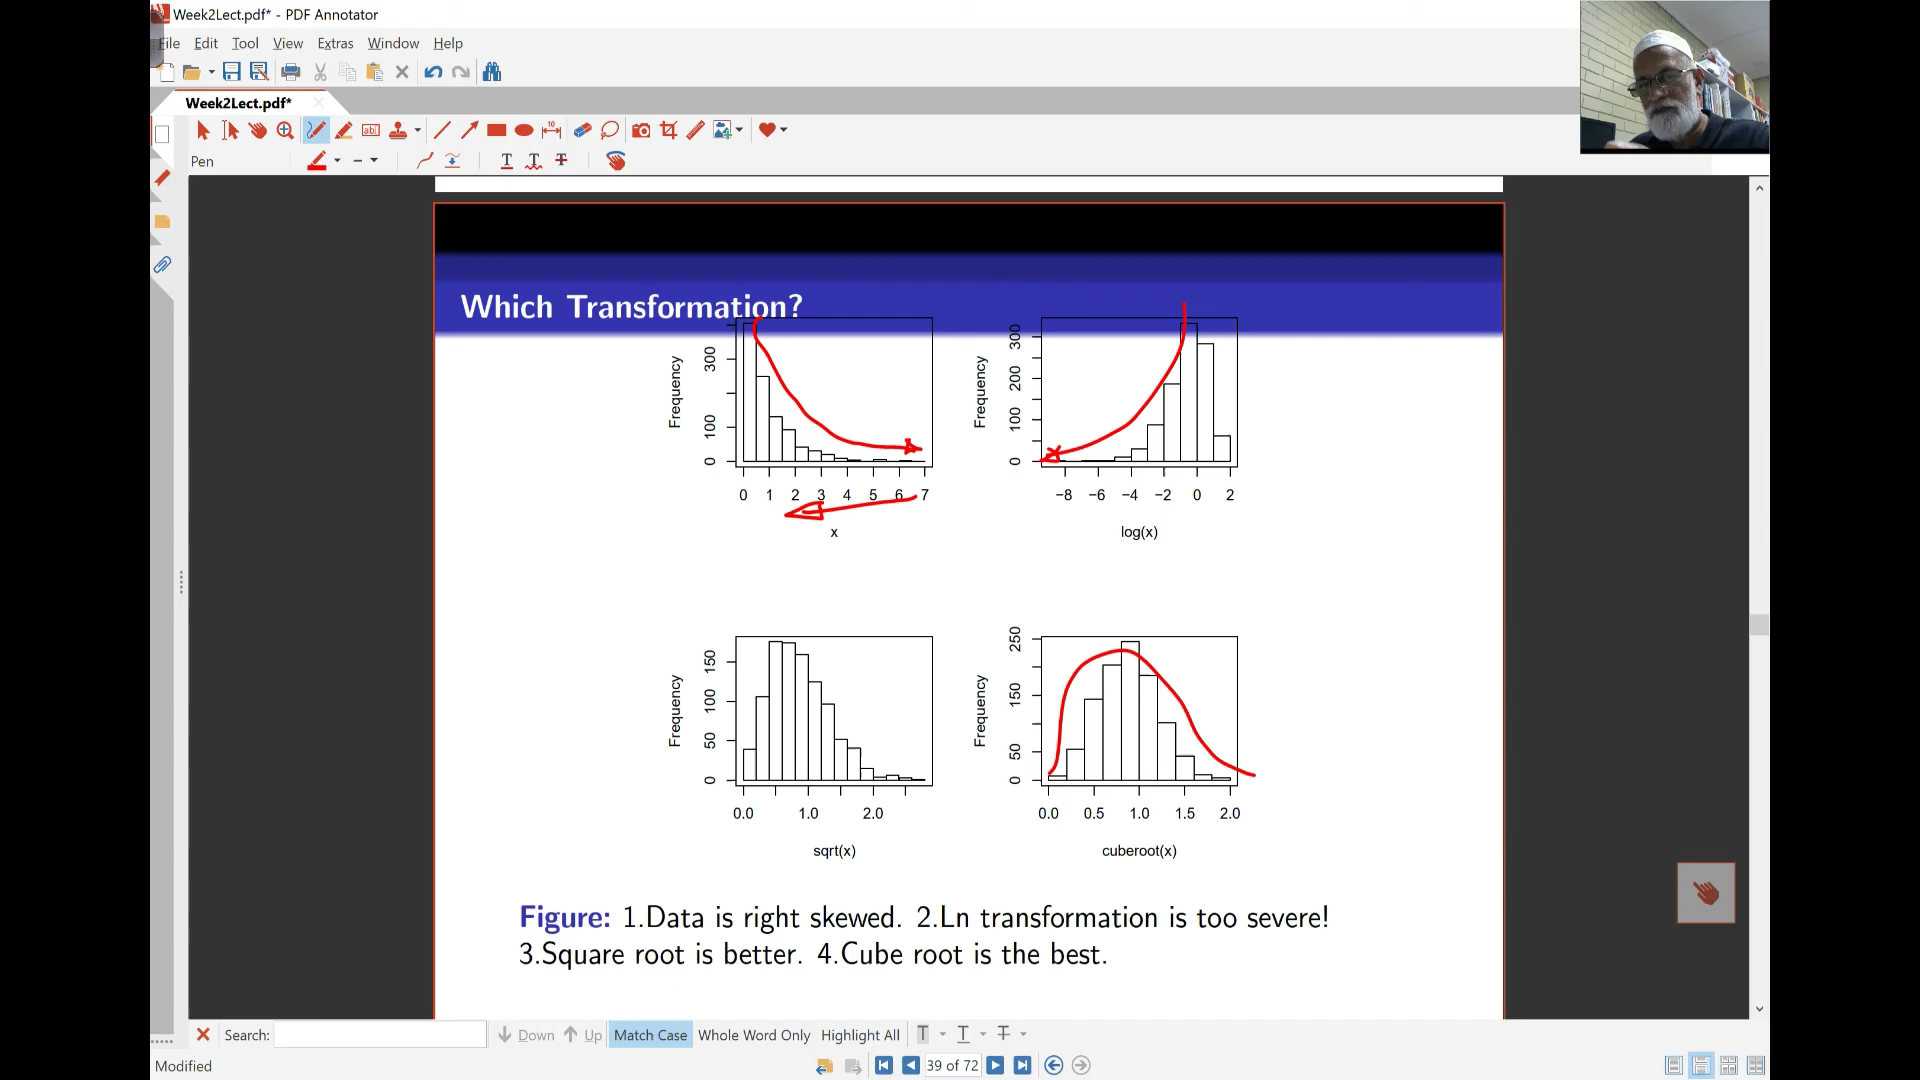 Week2Lect.pdf* - PDF Annotator
File Edit Tool View Extras Window Help
Week2Lect.pdf*
Pen
Which Transformation?
Frequency
0 100 300
0 1 2 3 4 5 6 7
x
Frequency
0 100 200 300
−8 −6 −4 −2 0 2
log(x)
Frequency
0 50 100 150
0.0 1.0 2.0
sqrt(x)
Frequency
0 50 150 250
0.0 0.5 1.0 1.5 2.0
cuberoot(x)
Figure: 1.Data is right skewed. 2.Ln transformation is too severe!
3.Square root is better. 4.Cube root is the best.
Search: Down Up Match Case Whole Word Only Highlight All
Modified 39 of 72